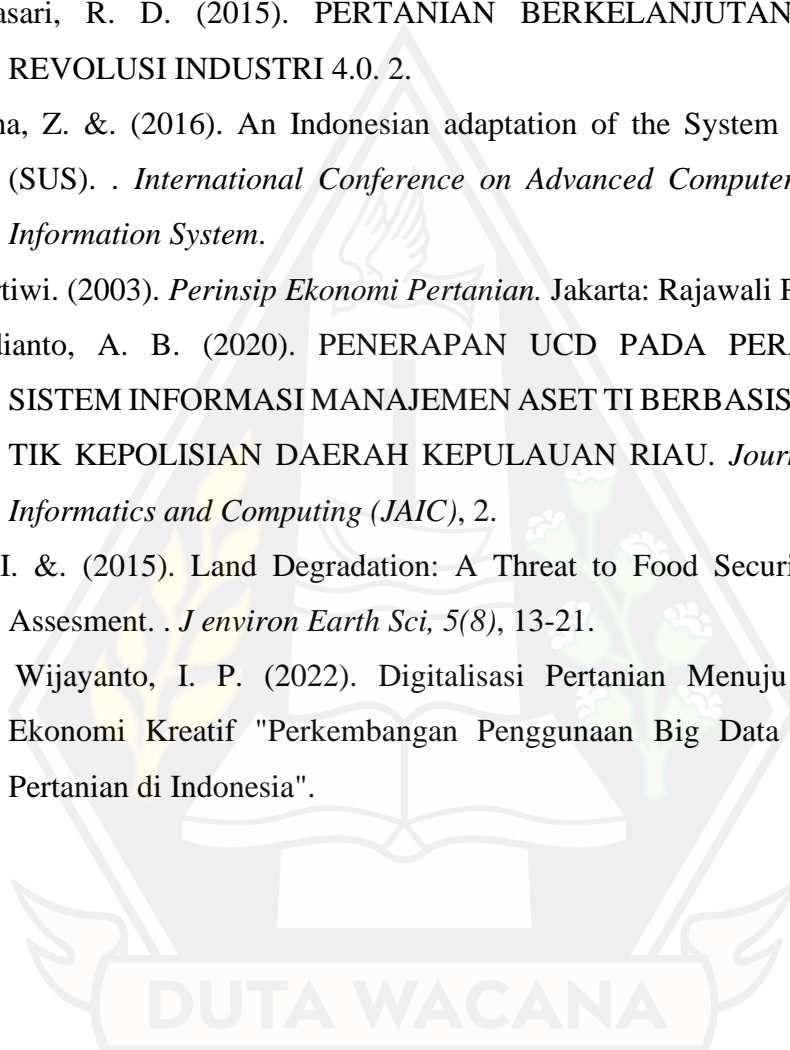 asari, R. D. (2015). PERTANIAN BERKELANJUTAN
REVOLUSI INDUSTRI 4.0. 2.
na, Z. &. (2016). An Indonesian adaptation of the System
(SUS). . International Conference on Advanced Computer
Information System.
rtiwi. (2003). Perinsip Ekonomi Pertanian. Jakarta: Rajawali
dianto, A. B. (2020). PENERAPAN UCD PADA PERA
SISTEM INFORMASI MANAJEMEN ASET TI BERBASIS
TIK KEPOLISIAN DAERAH KEPULAUAN RIAU. Journ
Informatics and Computing (JAIC), 2.
I. &. (2015). Land Degradation: A Threat to Food Securi
Assesment. . J environ Earth Sci, 5(8), 13-21.
Wijayanto, I. P. (2022). Digitalisasi Pertanian Menuju
Ekonomi Kreatif "Perkembangan Penggunaan Big Data
Pertanian di Indonesia".
DUTA WACANA